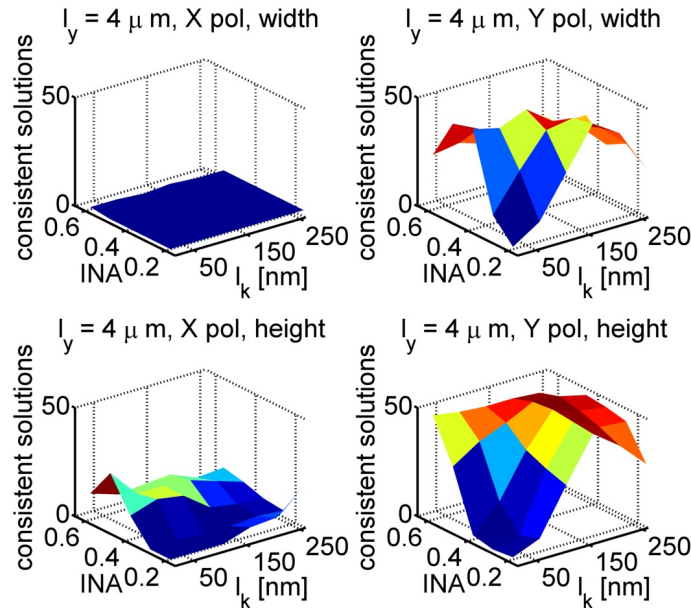 l_y = 4 μ m, X pol, width
l_y = 4 μ m, Y pol, width
consistent solutions
50
0
0.6
0.4
0.2
INA
50
150
250
l_k [nm]
consistent solutions
50
0
0.6
0.4
0.2
INA
50
150
250
l_k [nm]
l_y = 4 μ m, X pol, height
l_y = 4 μ m, Y pol, height
consistent solutions
50
0
0.6
0.4
0.2
INA
50
150
250
l_k [nm]
consistent solutions
50
0
0.6
0.4
0.2
INA
50
150
250
l_k [nm]